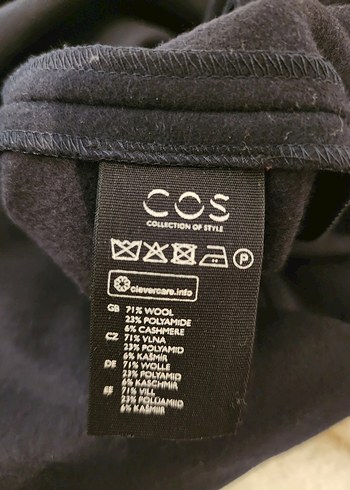 COS
COLLECTION OF STYLE
P
clevercare.info
GB 71% WOOL
23% POLYAMIDE
6% CASHMERE
CZ 71% VLNA
23% POLYAMID
6% KAŠMÍR
DE 71% WOLLE
23% POLYAMID
6% KASCHMIR
EE 71% VILL
23% POLÜAMIID
6% KAŠMIIR